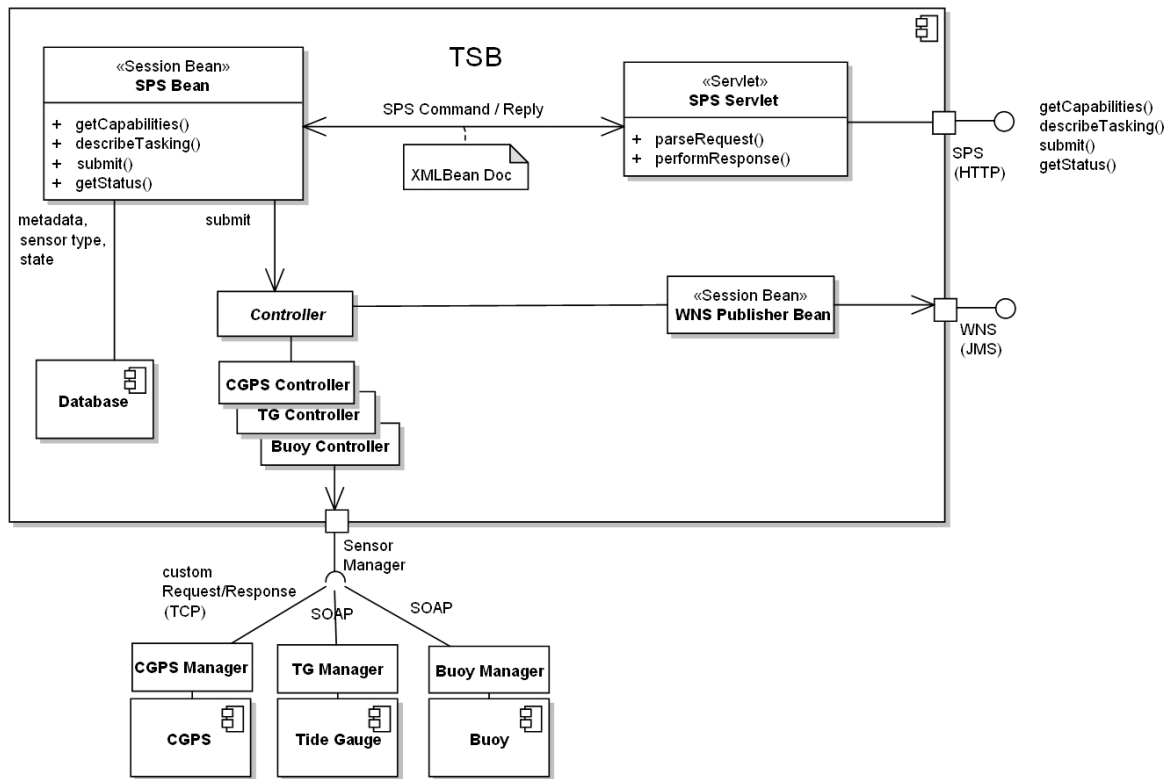 TSB
«Session Bean»
SPS Bean
+ getCapabilities()
+ describeTasking()
+ submit()
+ getStatus()
SPS Command / Reply
XMLBean Doc
«Servlet»
SPS Servlet
+ parseRequest()
+ performResponse()
SPS
(HTTP)
getCapabilities()
describeTasking()
submit()
getStatus()
metadata,
sensor type,
state
submit
Controller
«Session Bean»
WNS Publisher Bean
WNS
(JMS)
Database
CGPS Controller
TG Controller
Buoy Controller
Sensor
Manager
custom
Request/Response
(TCP)
SOAP
SOAP
CGPS Manager
TG Manager
Buoy Manager
CGPS
Tide Gauge
Buoy